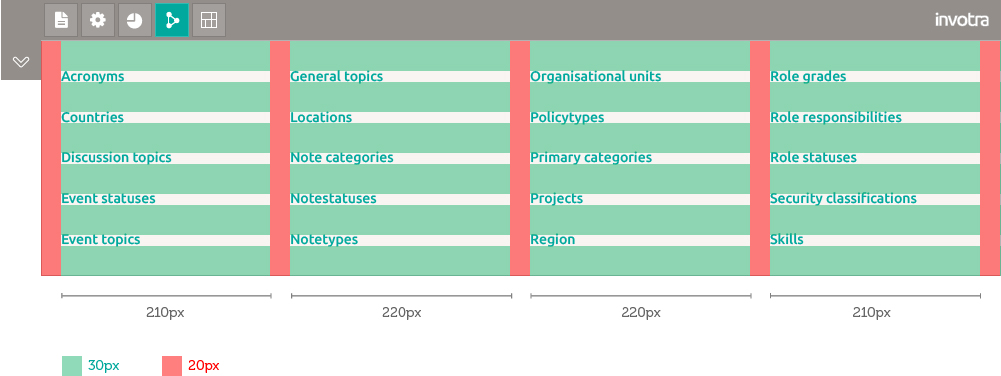 invotra
Acronyms General topics Organisational units Role grades
Countries Locations Policytypes Role responsibilities
Discussion topics Note categories Primary categories Role statuses
Event statuses Notestatuses Projects Security classifications
Event topics Notetypes Region Skills
210px 220px 220px 210px
30px 20px